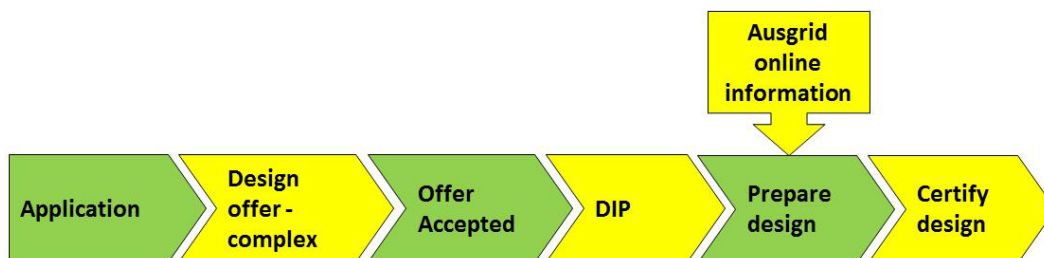 Ausgrid
online
information
Application
Design
offer -
complex
Offer
Accepted
DIP
Prepare
design
Certify
design